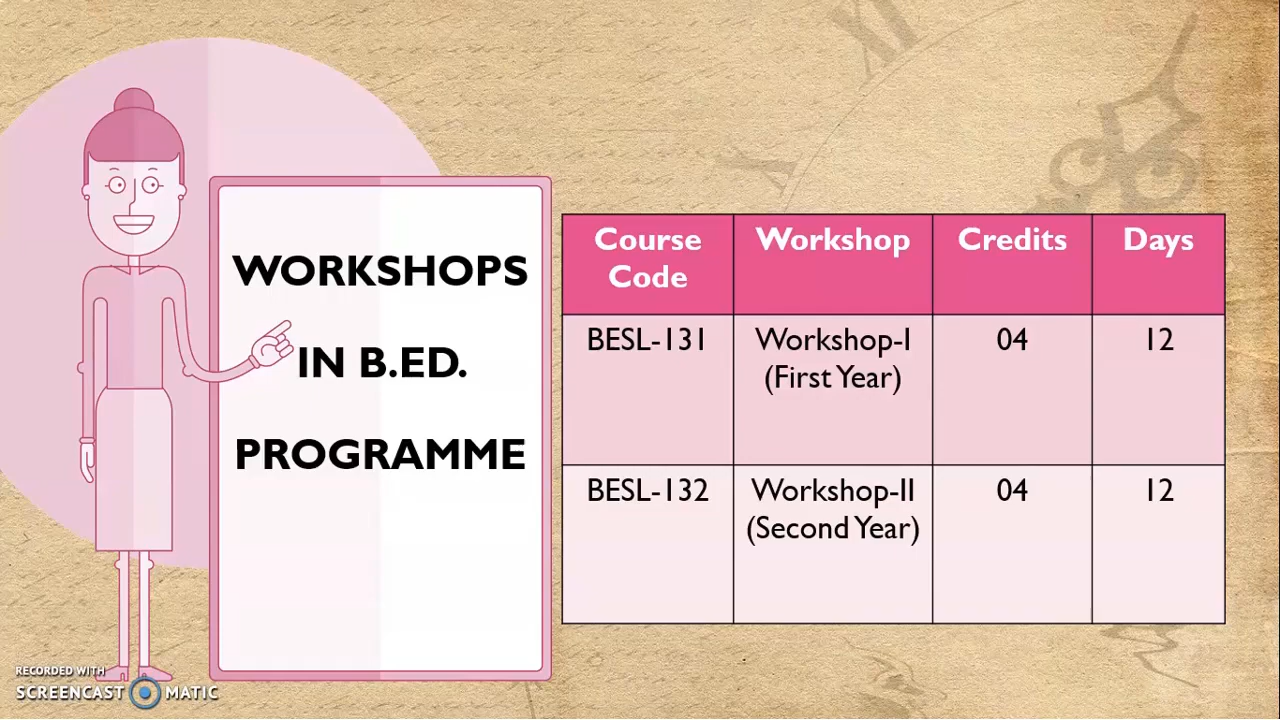 WORKSHOPS
IN B.ED.
PROGRAMME
Course Code Workshop Credits Days
BESL-131 Workshop-I (First Year) 04 12
BESL-132 Workshop-II (Second Year) 04 12
XI
X
RECORDED WITH
SCREENCAST MATIC